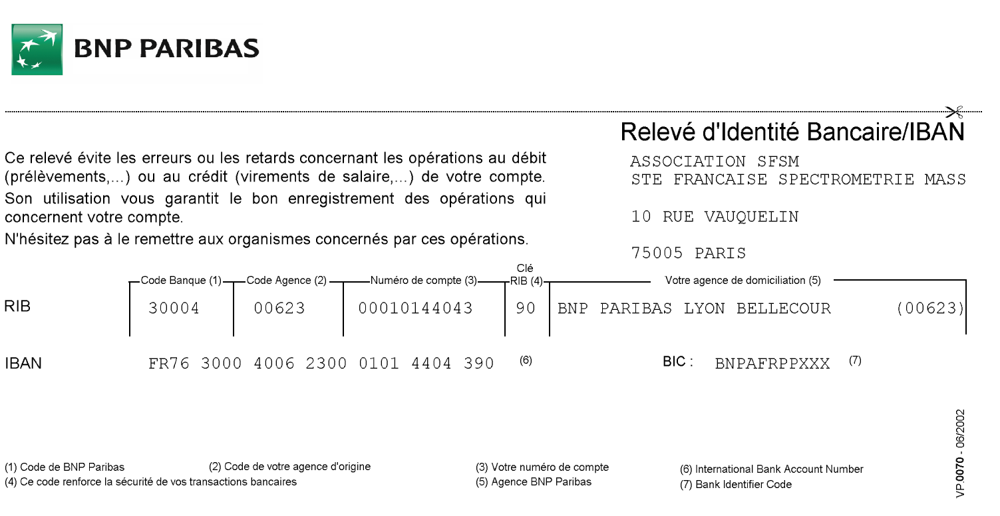 BNP PARIBAS
Relevé d'Identité Bancaire/IBAN
Ce relevé évite les erreurs ou les retards concernant les opérations au débit
(prélèvements,...) ou au crédit (virements de salaire,...) de votre compte.
Son utilisation vous garantit le bon enregistrement des opérations qui
concernent votre compte.
N'hésitez pas à le remettre aux organismes concernés par ces opérations.
ASSOCIATION SFSM
STE FRANCAISE SPECTROMETRIE MASS
10 RUE VAUQUELIN
75005 PARIS
Code Banque (1) Code Agence (2) Numéro de compte (3) Clé RIB (4) Votre agence de domiciliation (5)
RIB 30004 00623 00010144043 90 BNP PARIBAS LYON BELLECOUR (00623)
IBAN FR76 3000 4006 2300 0101 4404 390 (6) BIC : BNPAFRPPXXX (7)
(1) Code de BNP Paribas (2) Code de votre agence d'origine (3) Votre numéro de compte (6) International Bank Account Number
(4) Ce code renforce la sécurité de vos transactions bancaires (5) Agence BNP Paribas (7) Bank Identifier Code
VP.0070 - 06/2002